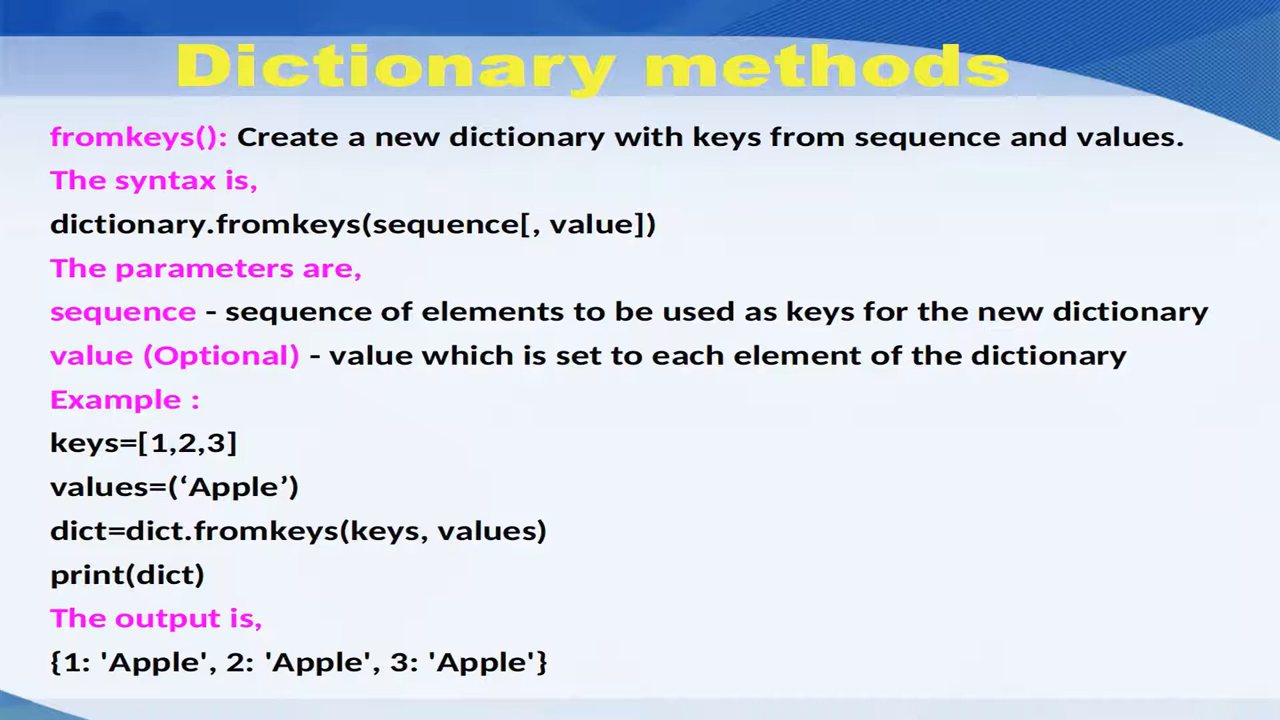 Dictionary methods
fromkeys(): Create a new dictionary with keys from sequence and values.
The syntax is,
dictionary.fromkeys(sequence[, value])
The parameters are,
sequence - sequence of elements to be used as keys for the new dictionary
value (Optional) - value which is set to each element of the dictionary
Example :
keys=[1,2,3]
values=(‘Apple’)
dict=dict.fromkeys(keys, values)
print(dict)
The output is,
{1: 'Apple', 2: 'Apple', 3: 'Apple'}